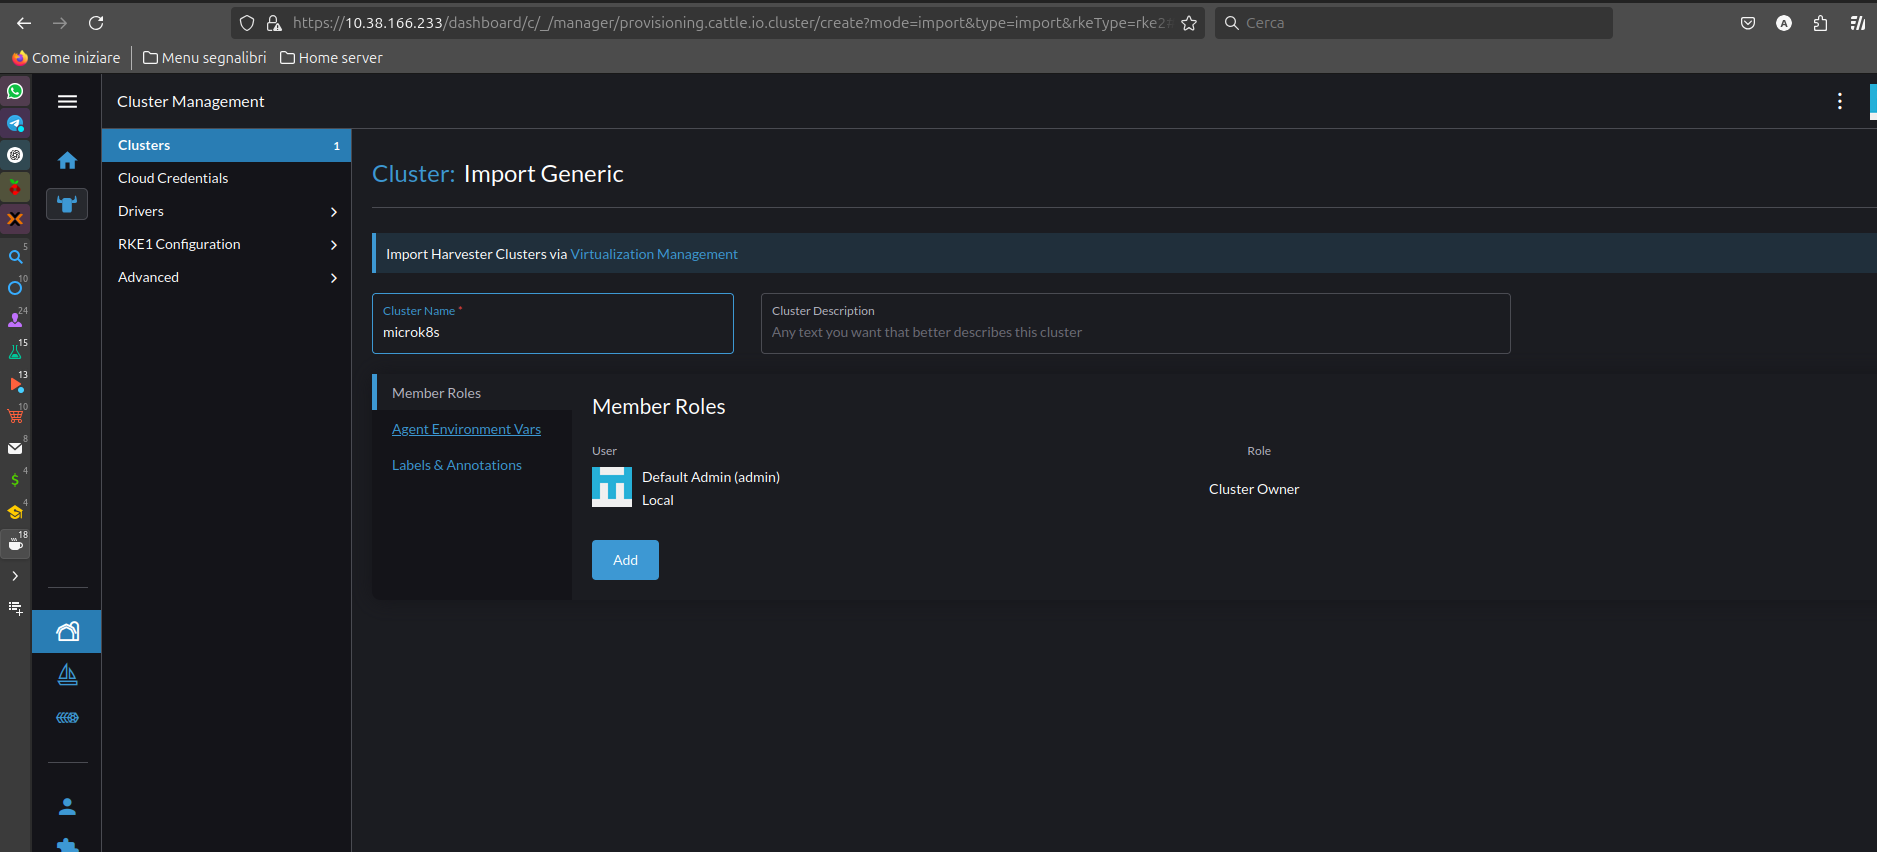 https://10.38.166.233/dashboard/c/_/manager/provisioning.cattle.io.cluster/create?mode=import&type=import&rkeType=rke2#
Cerca
A
Come iniziare
Menu segnalibri
Home server
Cluster Management
Clusters 1
Cloud Credentials
Drivers
RKE1 Configuration
Advanced
5
10
24
15
13
10
8
$ 4
4
18
Cluster: Import Generic
Import Harvester Clusters via Virtualization Management
Cluster Name *
microk8s
Cluster Description
Any text you want that better describes this cluster
Member Roles
Agent Environment Vars
Labels & Annotations
Member Roles
User Role
Default Admin (admin)
Local
Cluster Owner
Add